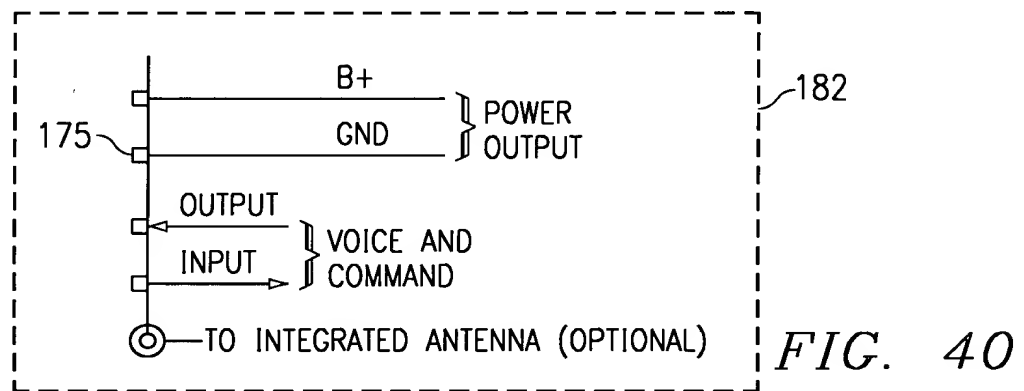 B+
182
POWER
OUTPUT
175
GND
OUTPUT
VOICE AND
COMMAND
INPUT
TO INTEGRATED ANTENNA (OPTIONAL)
FIG. 40